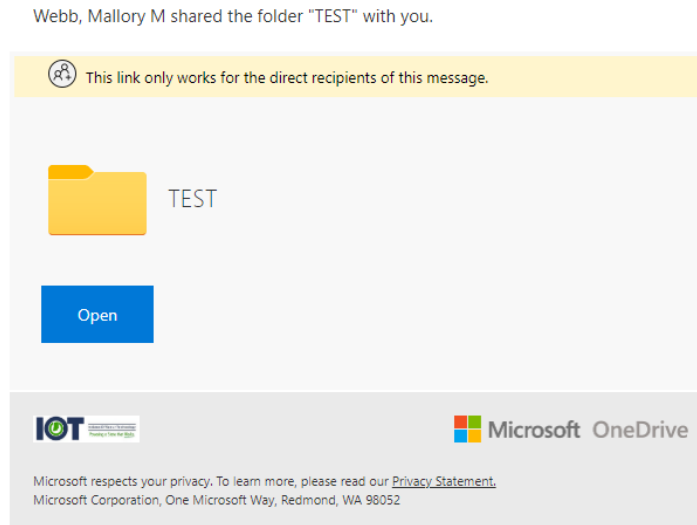 Webb, Mallory M shared the folder "TEST" with you.
This link only works for the direct recipients of this message.
TEST
Open
IOT
Microsoft OneDrive
Microsoft respects your privacy. To learn more, please read our Privacy Statement.
Microsoft Corporation, One Microsoft Way, Redmond, WA 98052